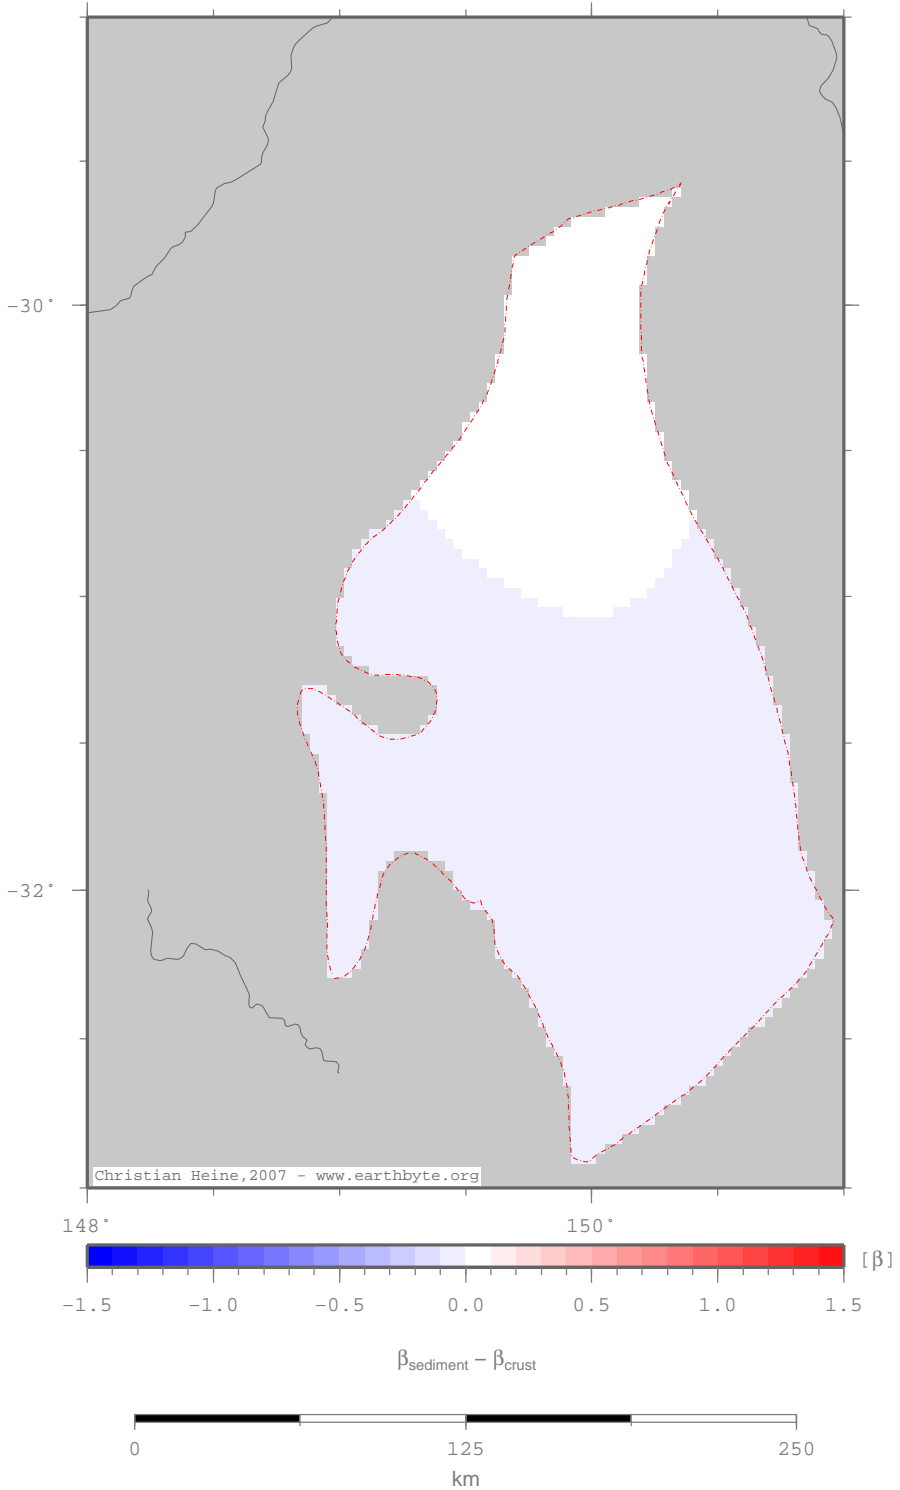 -30°
-32°
Christian Heine,2007 - www.earthbyte.org
148° 150°
[β]
-1.5 -1.0 -0.5 0.0 0.5 1.0 1.5
βsediment – βcrust
0 125 250
km